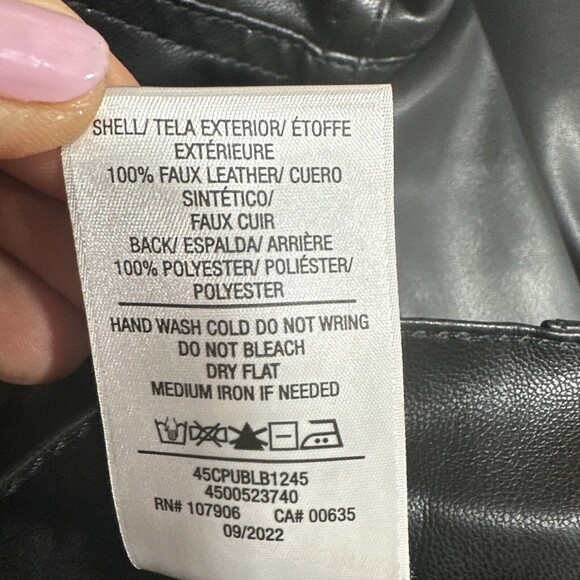 SHELL/ TELA EXTERIOR/ ÉTOFFE
EXTÉRIEURE
100% FAUX LEATHER/ CUERO
SINTÉTICO/
FAUX CUIR
BACK/ ESPALDA/ ARRIÈRE
100% POLYESTER/ POLIÉSTER/
POLYESTER
HAND WASH COLD DO NOT WRING
DO NOT BLEACH
DRY FLAT
MEDIUM IRON IF NEEDED
45CPUBLB1245
4500523740
RN# 107906 CA# 00635
09/2022